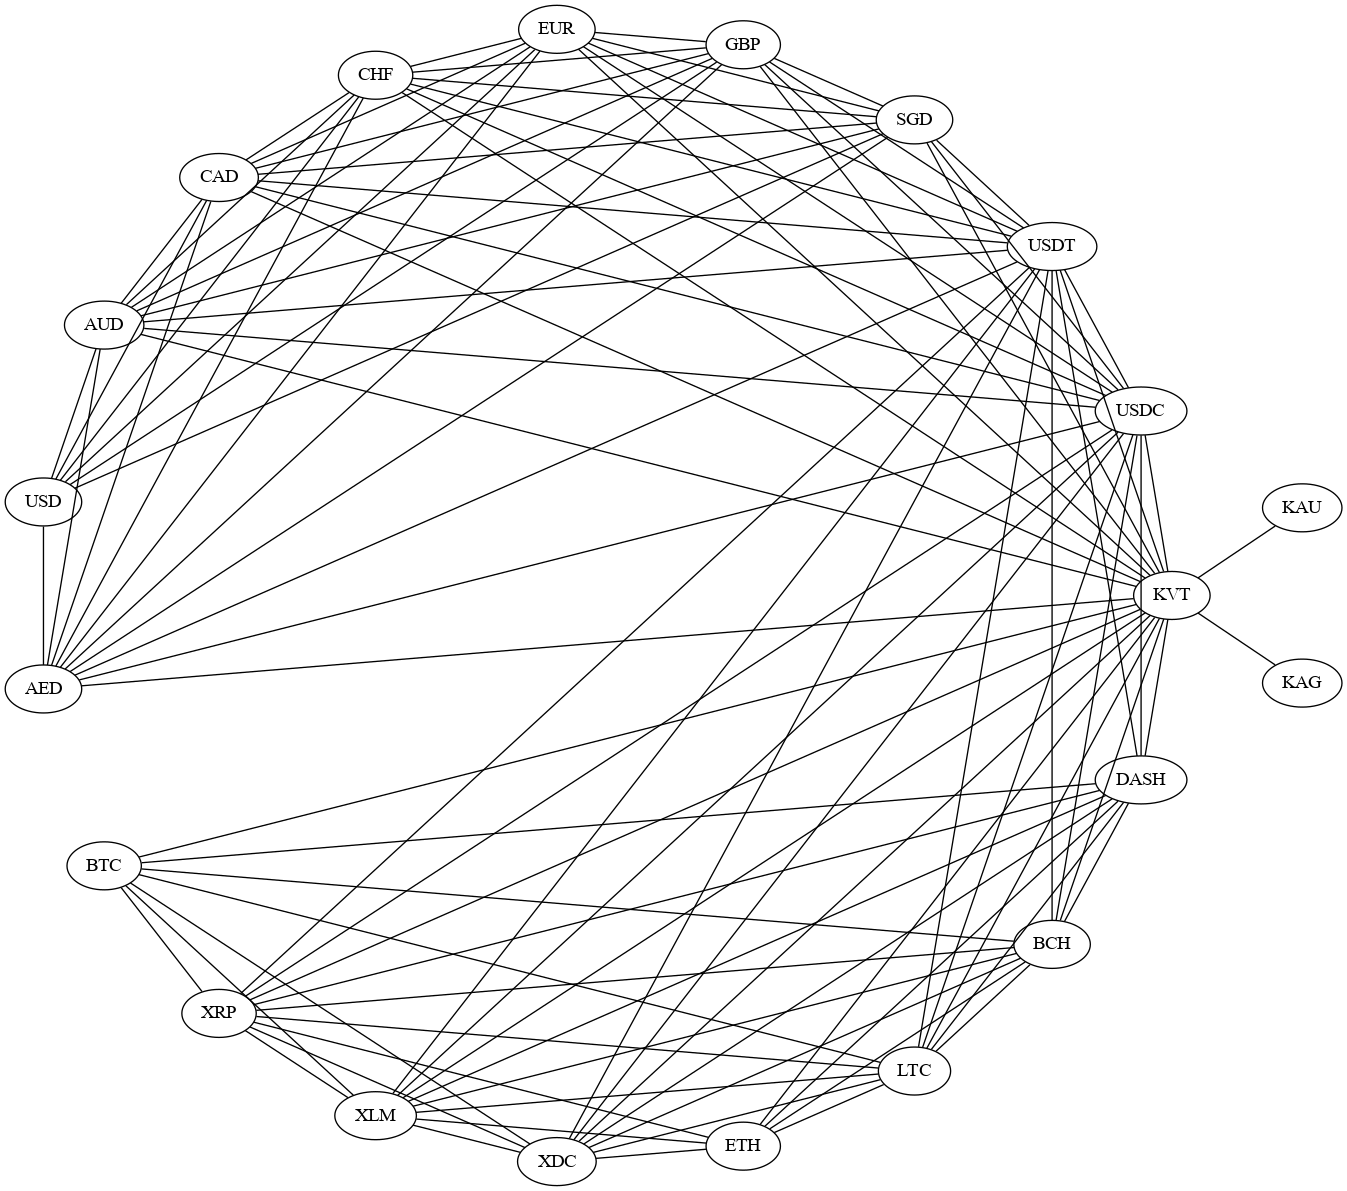 EUR
GBP
CHF
SGD
CAD
USDT
AUD
USDC
USD
KAU
KVT
KAG
AED
DASH
BTC
BCH
XRP
LTC
XLM
ETH
XDC